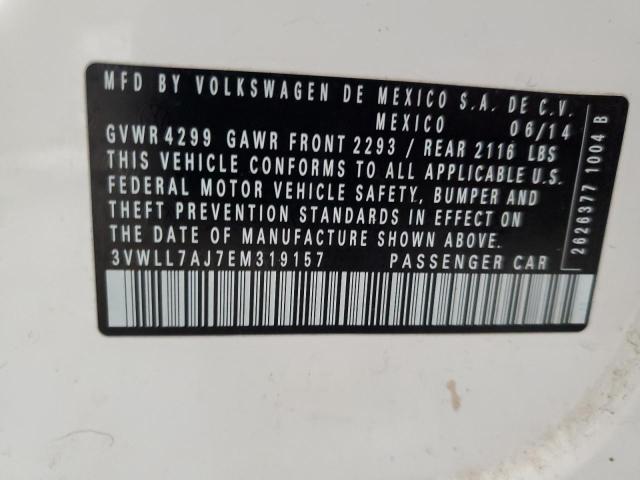 MFD BY VOLKSWAGEN DE MEXICO S.A. DE C.V.
MEXICO 06/14
GVWR 4299 GAWR FRONT 2293 / REAR 2116 LBS
THIS VEHICLE CONFORMS TO ALL APPLICABLE U.S.
FEDERAL MOTOR VEHICLE SAFETY, BUMPER AND
THEFT PREVENTION STANDARDS IN EFFECT ON
THE DATE OF MANUFACTURE SHOWN ABOVE.
3VWLL7AJ7EM319157 PASSENGER CAR
2626377 1004 B